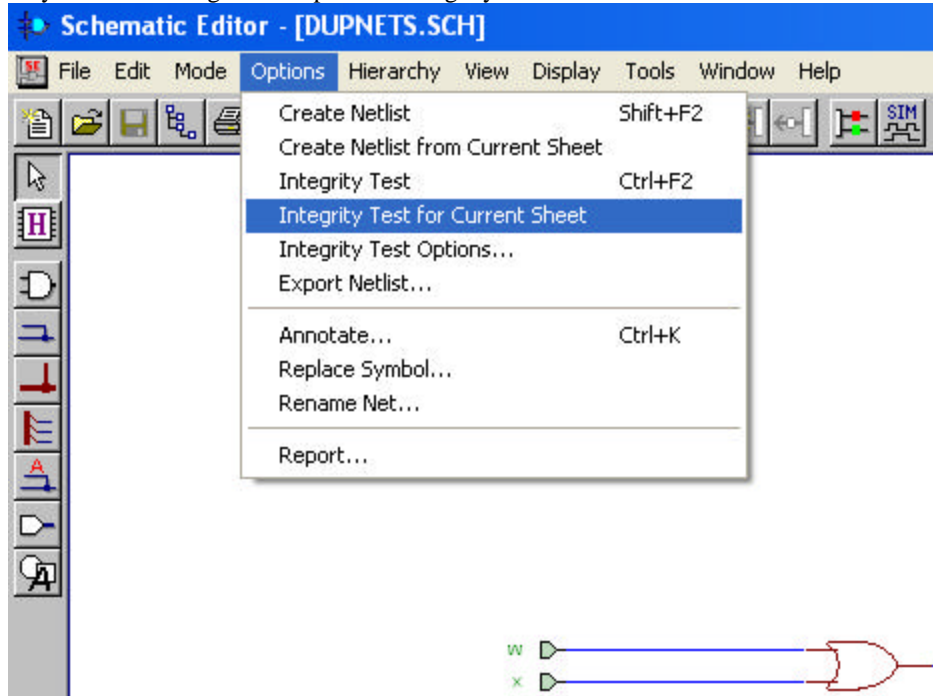 Schematic Editor - [DUPNETS.SCH]
SE File Edit Mode Options Hierarchy View Display Tools Window Help
SIM
Create Netlist Shift+F2
Create Netlist from Current Sheet
Integrity Test Ctrl+F2
Integrity Test for Current Sheet
Integrity Test Options...
Export Netlist...
Annotate... Ctrl+K
Replace Symbol...
Rename Net...
Report...
H
A
A
w
x